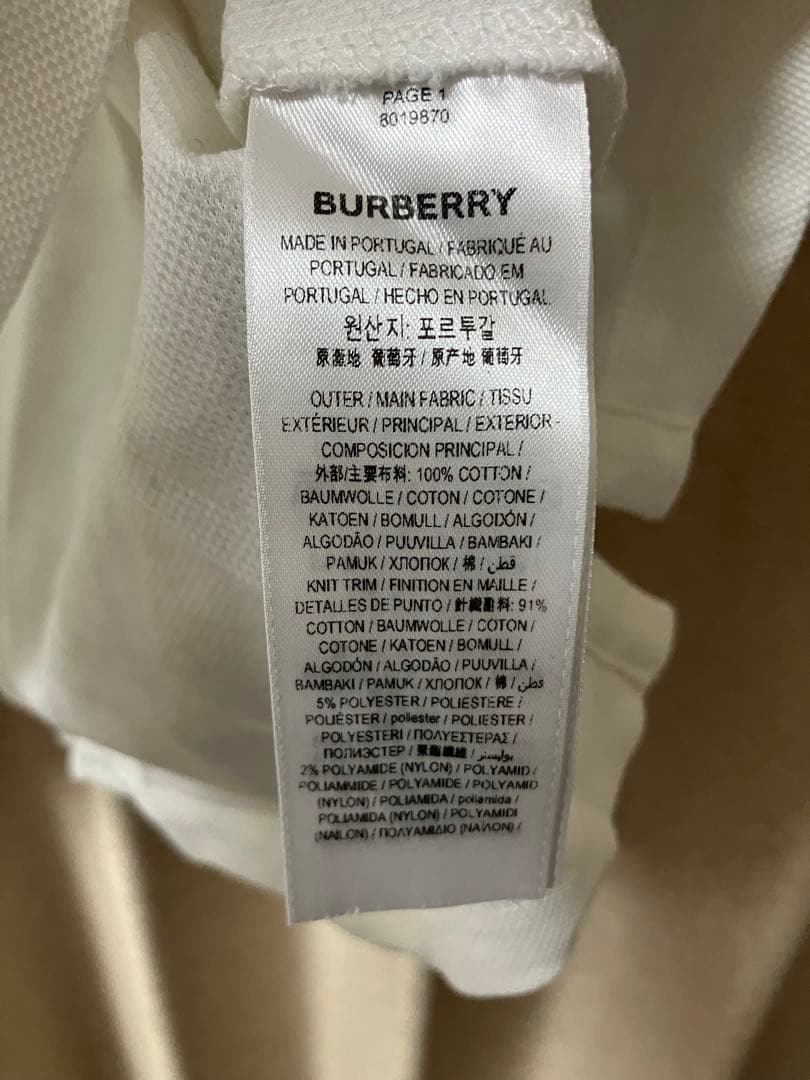 PAGE 1
8019870
BURBERRY
MADE IN PORTUGAL / FABRIQUÉ AU
PORTUGAL / FABRICADO EM
PORTUGAL / HECHO EN PORTUGAL
원산지: 포르투갈
原產地 葡萄牙 / 原产地 葡萄牙
OUTER / MAIN FABRIC / TISSU
EXTÉRIEUR / PRINCIPAL / EXTERIOR -
COMPOSICION PRINCIPAL /
外部/主要布料: 100% COTTON /
BAUMWOLLE / COTON / COTONE /
KATOEN / BOMULL / ALGODÓN /
ALGODÃO / PUUVILLA / BAMBAKI /
PAMUK / ХЛОПОК / 棉 / قطن /
KNIT TRIM / FINITION EN MAILLE /
DETALLES DE PUNTO / 針織副料: 91%
COTTON / BAUMWOLLE / COTON /
COTONE / KATOEN / BOMULL /
ALGODÓN / ALGODÃO / PUUVILLA /
BAMBAKI / PAMUK / ХЛОПОК / 棉 / قطن
5% POLYESTER / POLIESTERE /
POLIÉSTER / poliester / POLIESTER /
POLYESTERI / ΠΟΛΥΕΣΤΕΡΑΣ /
ПОЛИЭСТЕР / 聚酯纖維 / بوليستر
2% POLYAMIDE (NYLON) / POLYAMID /
POLIAMMIDE / POLYAMIDE / POLYAMID
(NYLON) / POLIAMIDA / poliamida /
POLIAMIDA (NYLON) / POLYAMIDI
(NAILON) / ΠΟΛΥΑΜΙΔΙΟ (ΝΑΪΛΟΝ) /